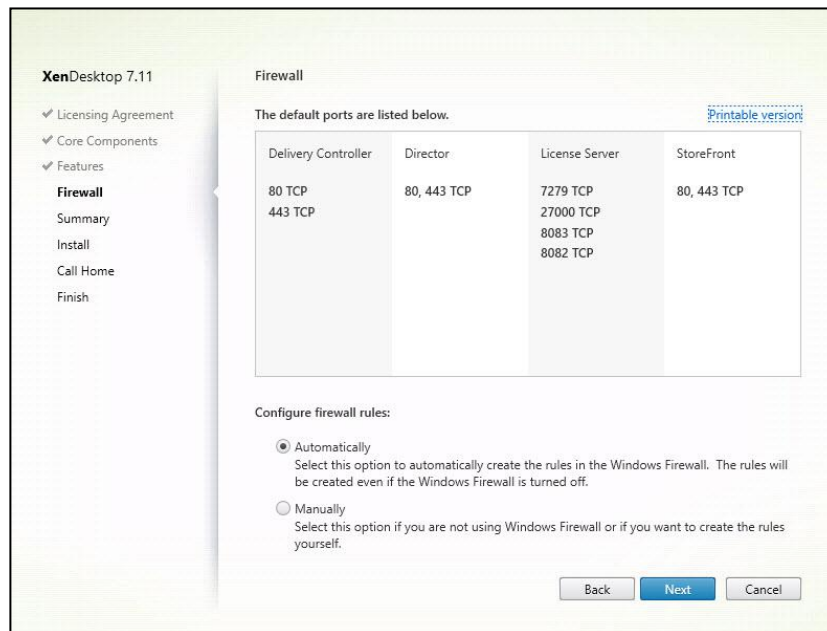 XenDesktop 7.11
Licensing Agreement
Core Components
Features
Firewall
Summary
Install
Call Home
Finish
Firewall
The default ports are listed below.
Printable version
Delivery Controller
80 TCP
443 TCP
Director
80, 443 TCP
License Server
7279 TCP
27000 TCP
8083 TCP
8082 TCP
StoreFront
80, 443 TCP
Configure firewall rules:
Automatically
Select this option to automatically create the rules in the Windows Firewall. The rules will
be created even if the Windows Firewall is turned off.
Manually
Select this option if you are not using Windows Firewall or if you want to create the rules
yourself.
Back
Next
Cancel